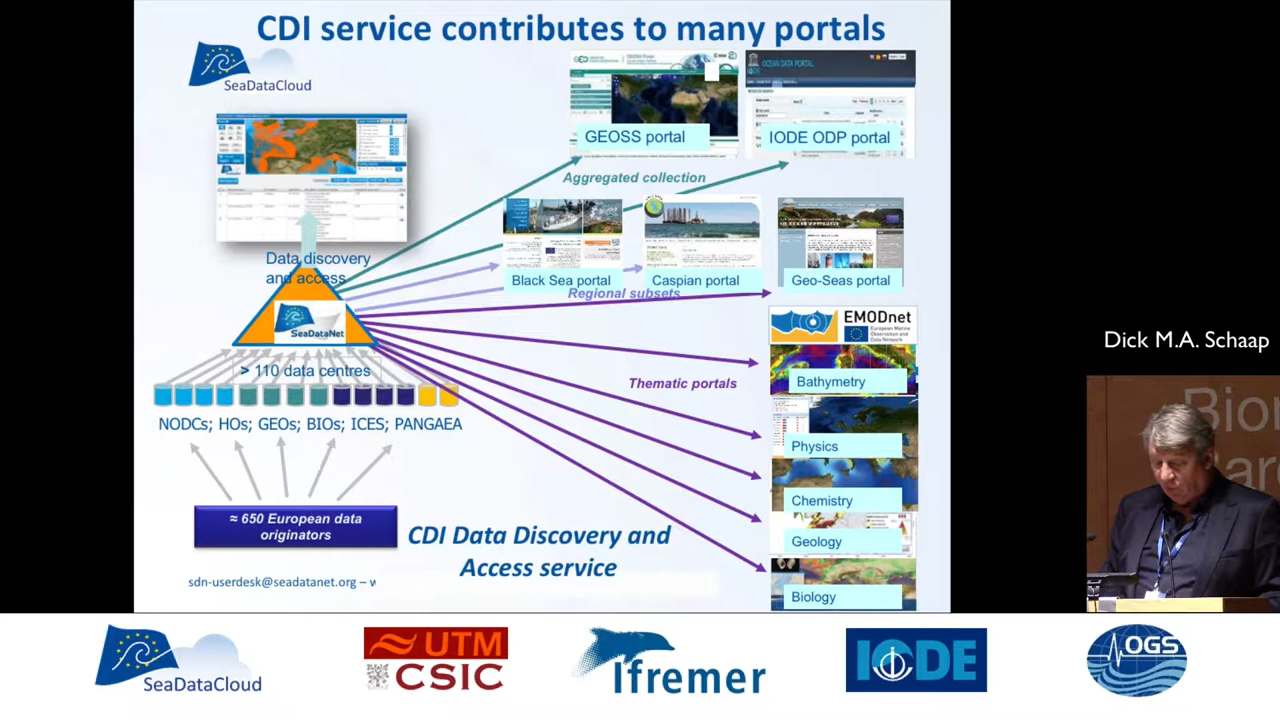 CDI service contributes to many portals
SeaDataCloud
GEOSS portal
OCEAN DATA PORTAL
IODE ODP portal
Aggregated collection
Data discovery
and access
Black Sea portal
Caspian portal
Geo-Seas portal
Regional subsets
SeaDataNet
EMODnet
European Marine
Observation and
Data Network
> 110 data centres
Thematic portals
Bathymetry
NODCs; HOs; GEOs; BIOs; ICES; PANGAEA
Physics
Chemistry
≈ 650 European data
originators
CDI Data Discovery and
Access service
Geology
sdn-userdesk@seadatanet.org –
Biology
Dick M.A. Schaap
SeaDataCloud
UTM
CSIC
Ifremer
IODE
OGS